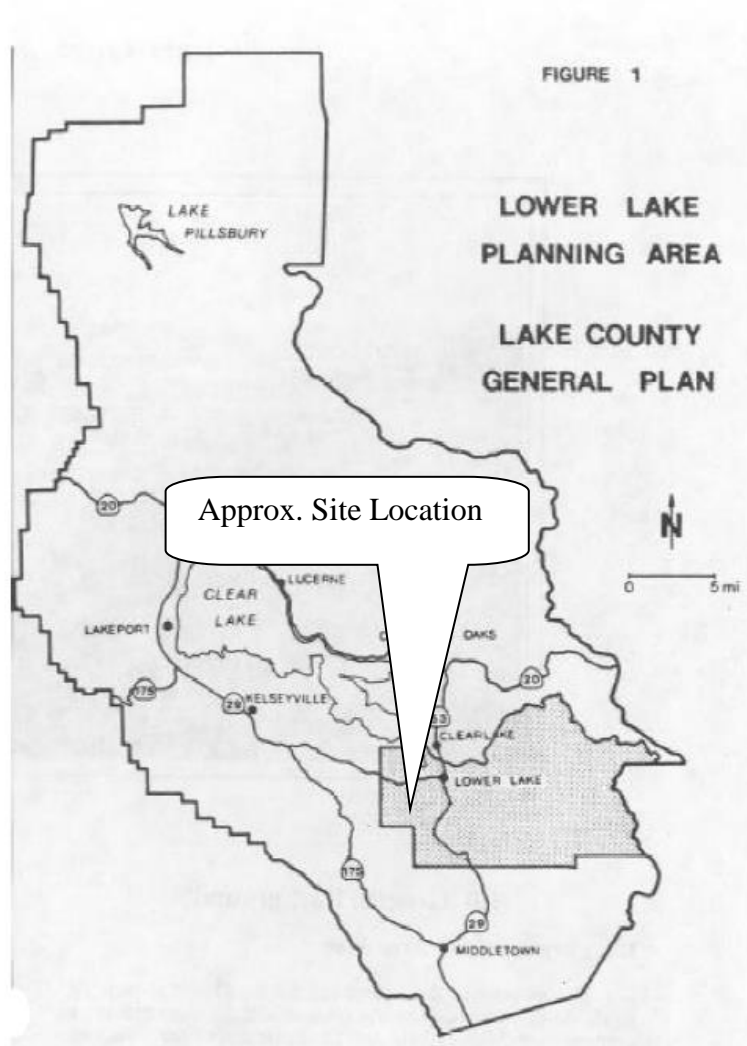 FIGURE 1
LOWER LAKE
PLANNING AREA
LAKE COUNTY
GENERAL PLAN
LAKE
PILLSBURY
20
Approx. Site Location
N
0 5 mi
LUCERNE
CLEAR
LAKE
LAKEPORT
OAKS
20
175
29
KELSEYVILLE
CLEARLAKE
LOWER LAKE
175
29
MIDDLETOWN